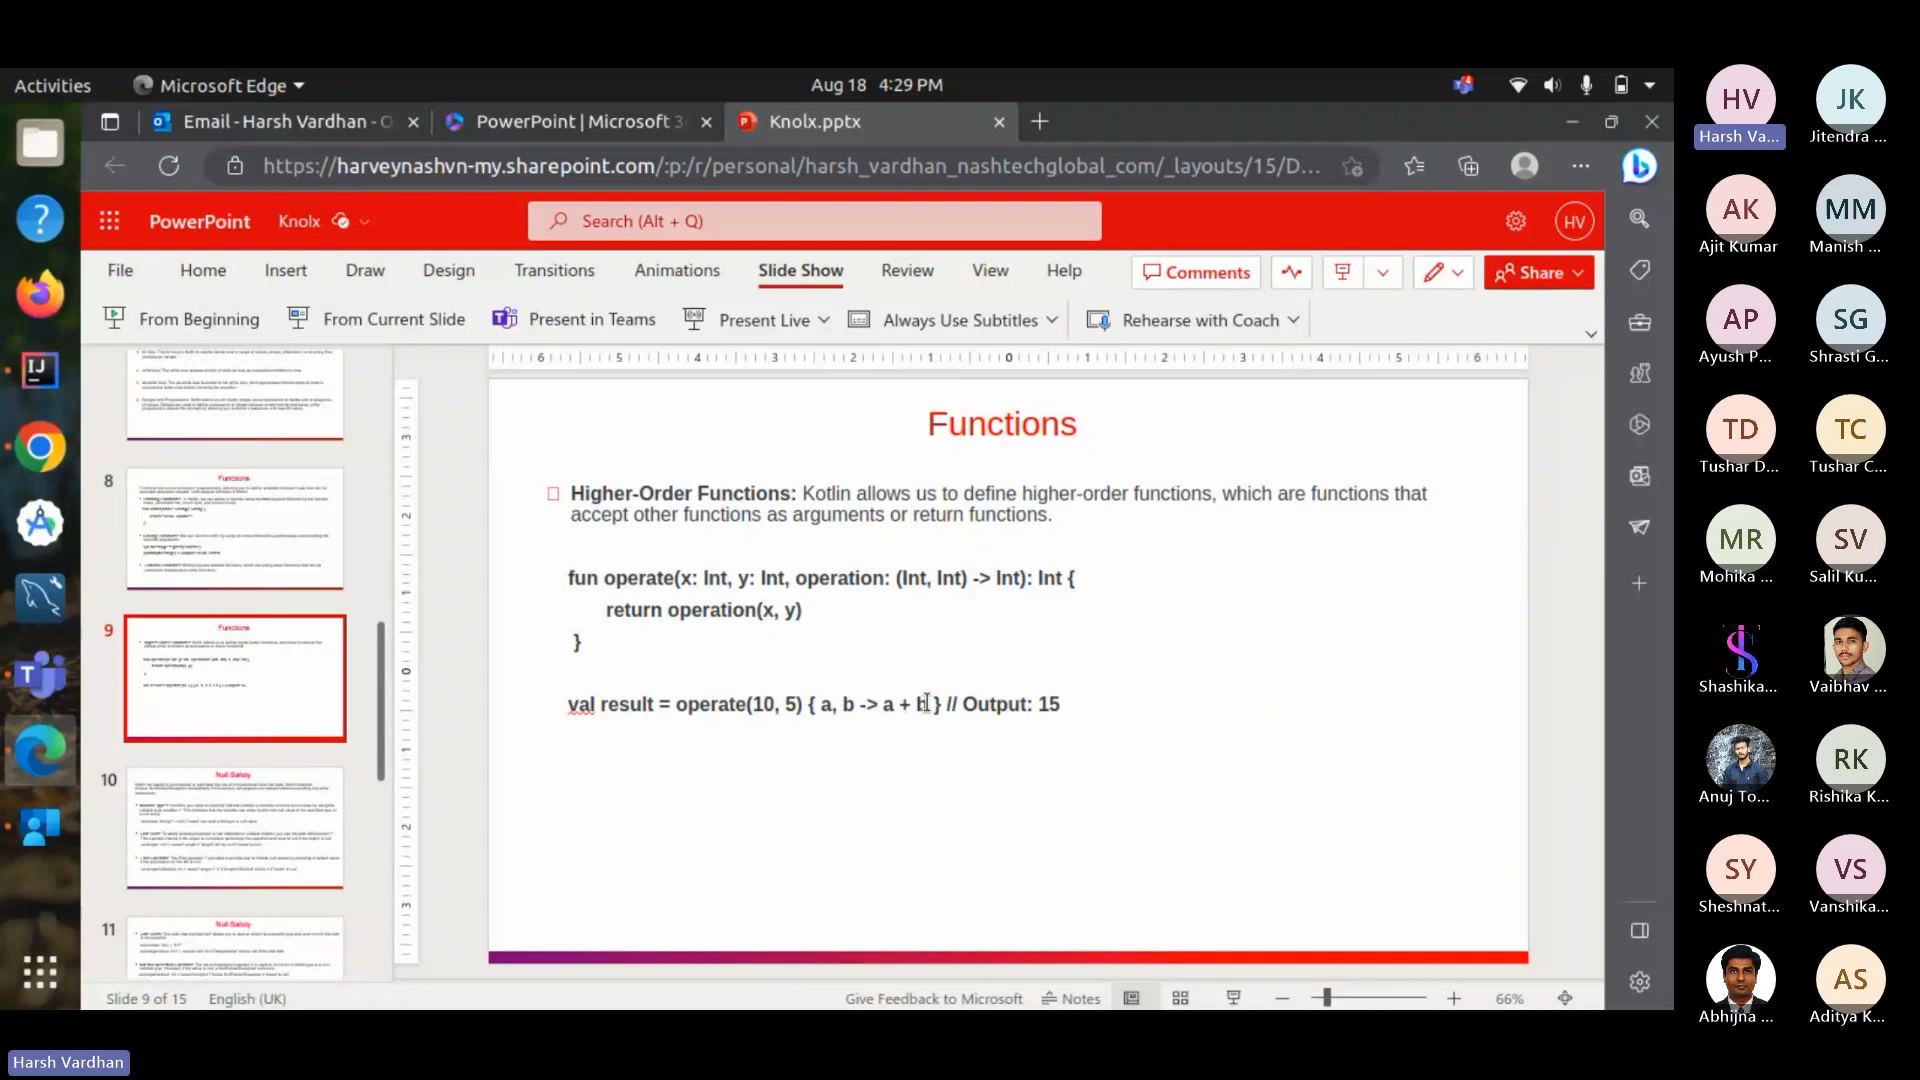 Activities
Microsoft Edge
Aug 18 4:29 PM
4
Email - Harsh Vardhan - O
PowerPoint | Microsoft 3
Knolx.pptx
https://harveynashvn-my.sharepoint.com/:p:/r/personal/harsh_vardhan_nashtechglobal_com/_layouts/15/D...
PowerPoint
Knolx
Search (Alt + Q)
HV
File
Home
Insert
Draw
Design
Transitions
Animations
Slide Show
Review
View
Help
Comments
Share
From Beginning
From Current Slide
Present in Teams
Present Live
Always Use Subtitles
Rehearse with Coach
8
Functions
9
Functions
10
Null Safety
11
Null Safety
Functions
Higher-Order Functions: Kotlin allows us to define higher-order functions, which are functions that
accept other functions as arguments or return functions.
fun operate(x: Int, y: Int, operation: (Int, Int) -> Int): Int {
return operation(x, y)
}
val result = operate(10, 5) { a, b -> a + b } // Output: 15
Slide 9 of 15
English (UK)
Give Feedback to Microsoft
Notes
66%
HV
Harsh Va...
JK
Jitendra ...
AK
Ajit Kumar
MM
Manish ...
AP
Ayush P...
SG
Shrasti G...
TD
Tushar D...
TC
Tushar C...
MR
Mohika ...
SV
Salil Ku...
Shashika...
Vaibhav ...
Anuj To...
RK
Rishika K...
SY
Sheshnat...
VS
Vanshika...
Abhijna ...
AS
Aditya K...
Harsh Vardhan